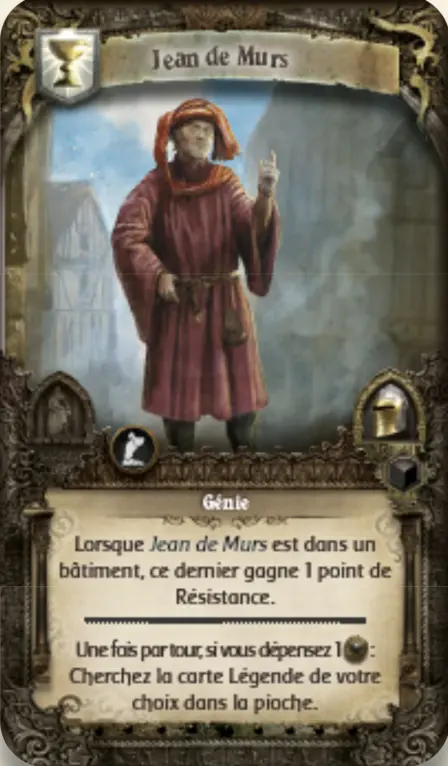 Jean de Murs
Génie
Lorsque Jean de Murs est dans un
bâtiment, ce dernier gagne 1 point de
Résistance.
Une fois par tour, si vous dépensez 1 :
Cherchez la carte Légende de votre
choix dans la pioche.